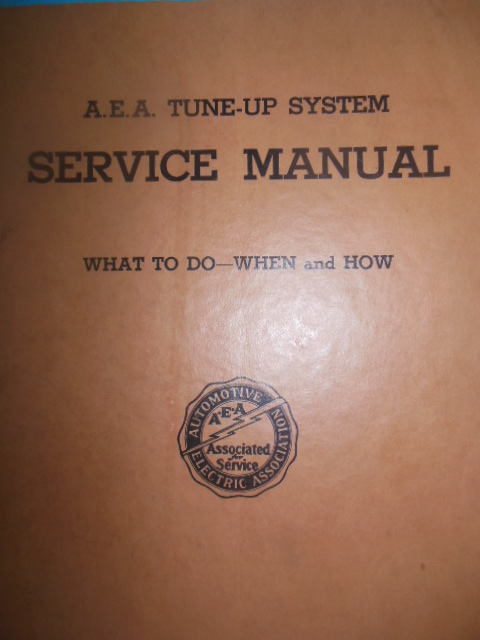 A.E.A. TUNE-UP SYSTEM
SERVICE MANUAL
WHAT TO DO—WHEN and HOW
AUTOMOTIVE
ELECTRIC ASSOCIATION
A·E·A
Associated
for
Service